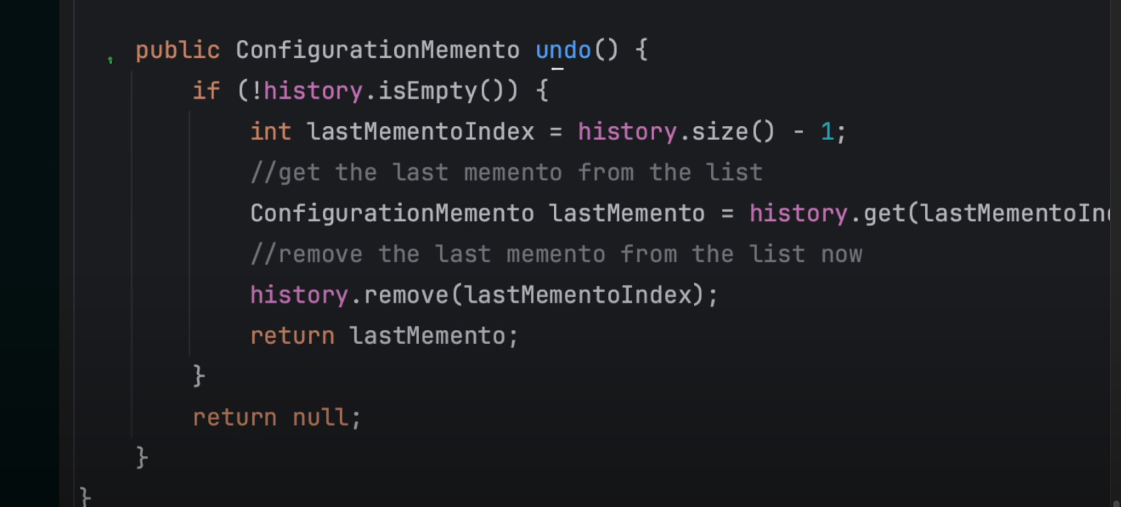 public ConfigurationMemento undo() {
if (!history.isEmpty()) {
int lastMementoIndex = history.size() - 1;
//get the last memento from the list
ConfigurationMemento lastMemento = history.get(
//remove the last memento from the list now
history.remove(lastMementoIndex);
return lastMemento;
}
return null;
}
}